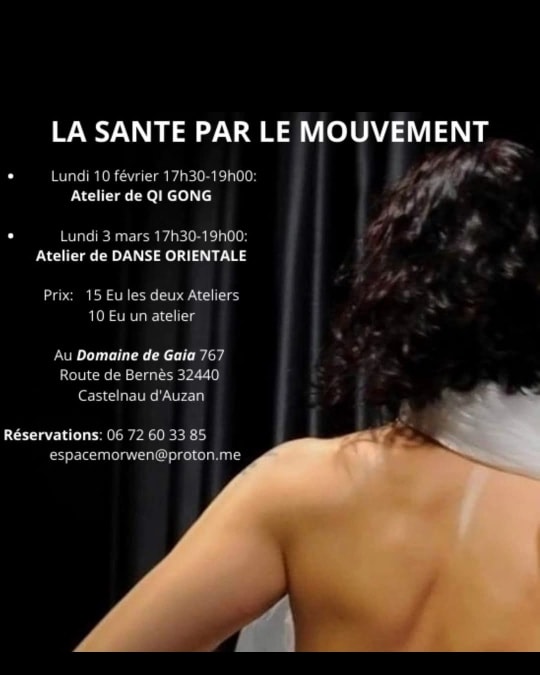 LA SANTE PAR LE MOUVEMENT
• Lundi 10 février 17h30-19h00:
Atelier de QI GONG
• Lundi 3 mars 17h30-19h00:
Atelier de DANSE ORIENTALE
Prix: 15 Eu les deux Ateliers
10 Eu un atelier
Au Domaine de Gaia 767
Route de Bernès 32440
Castelnau d'Auzan
Réservations: 06 72 60 33 85
espacemorwen@proton.me